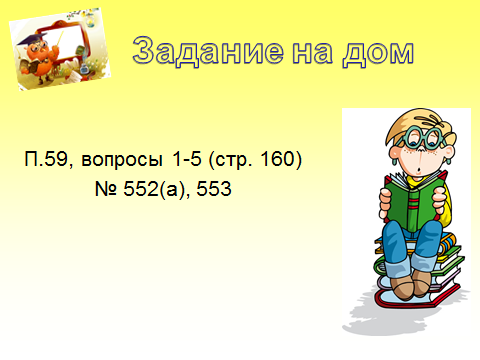 Задание на дом
П.59, вопросы 1-5 (стр. 160)
№ 552(а), 553